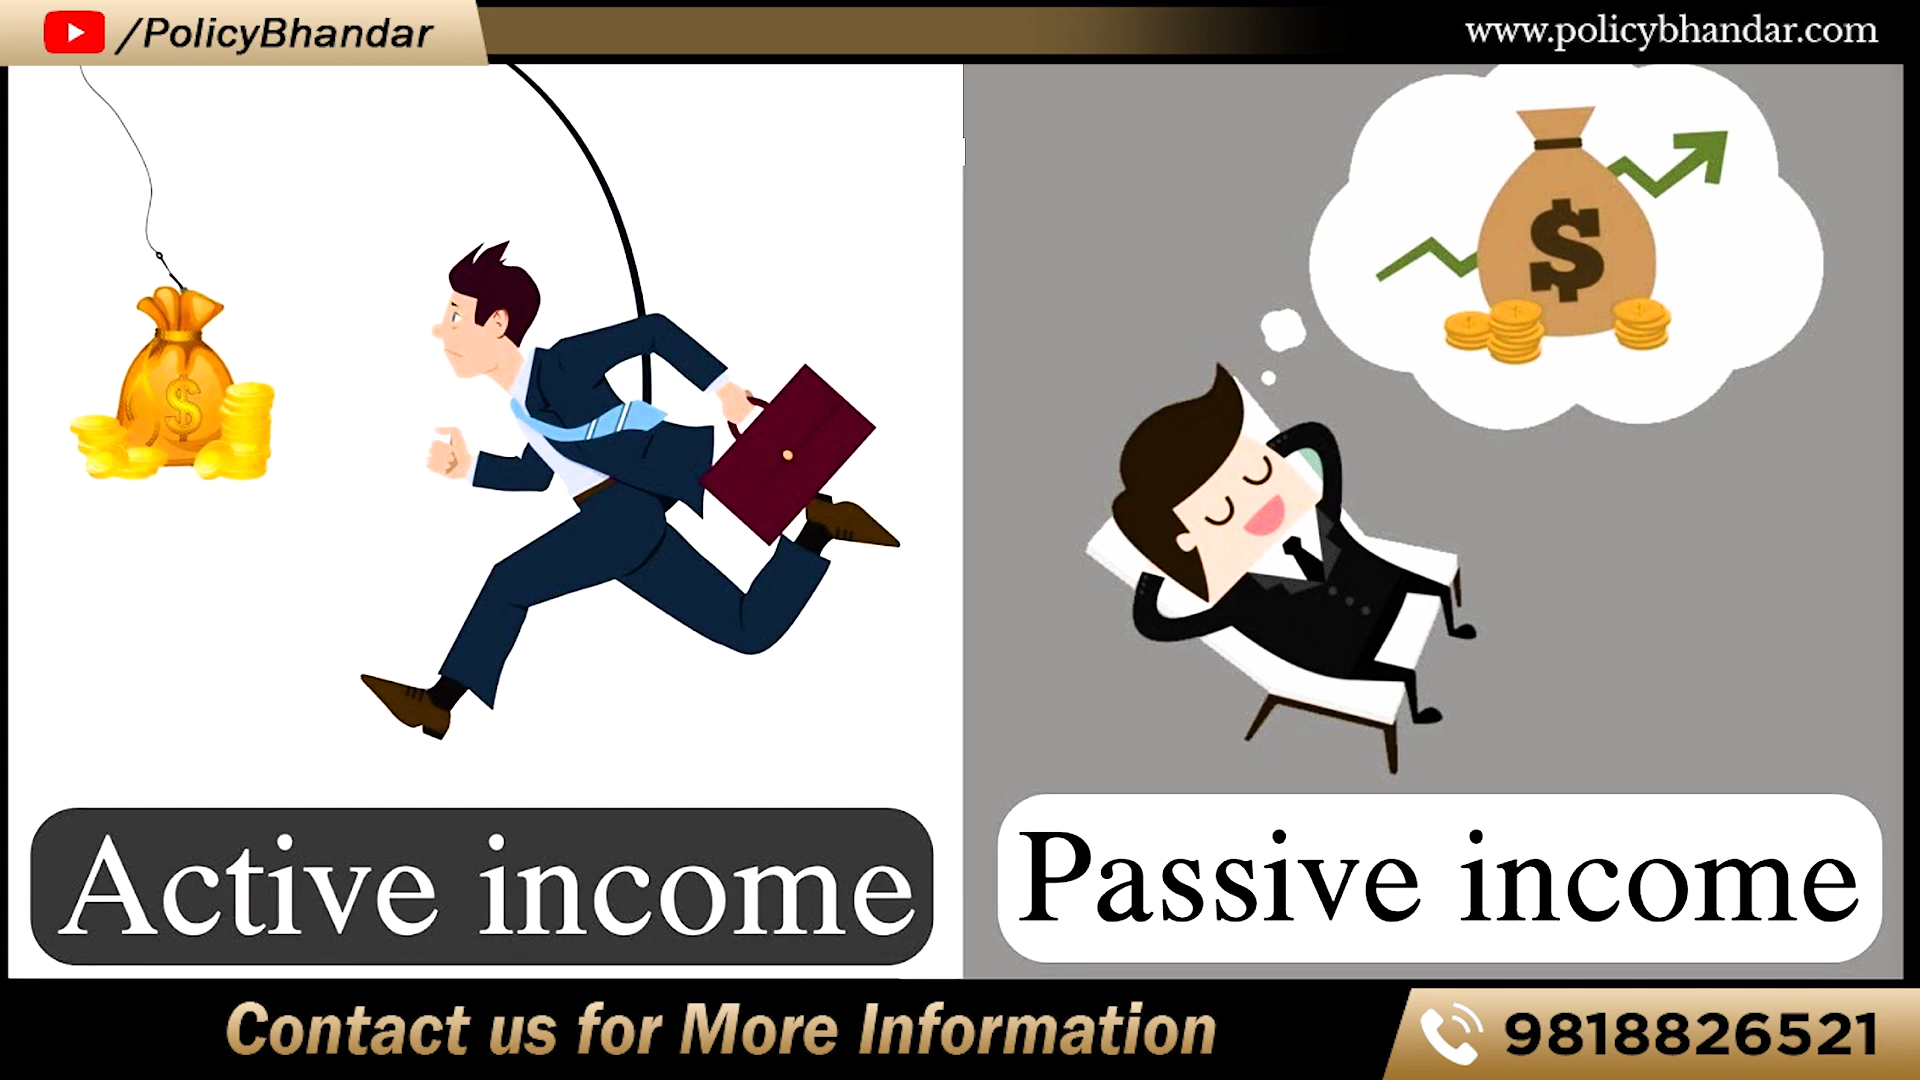 /PolicyBhandar
www.policybhandar.com
$
$
Active income
Passive income
Contact us for More Information
9818826521